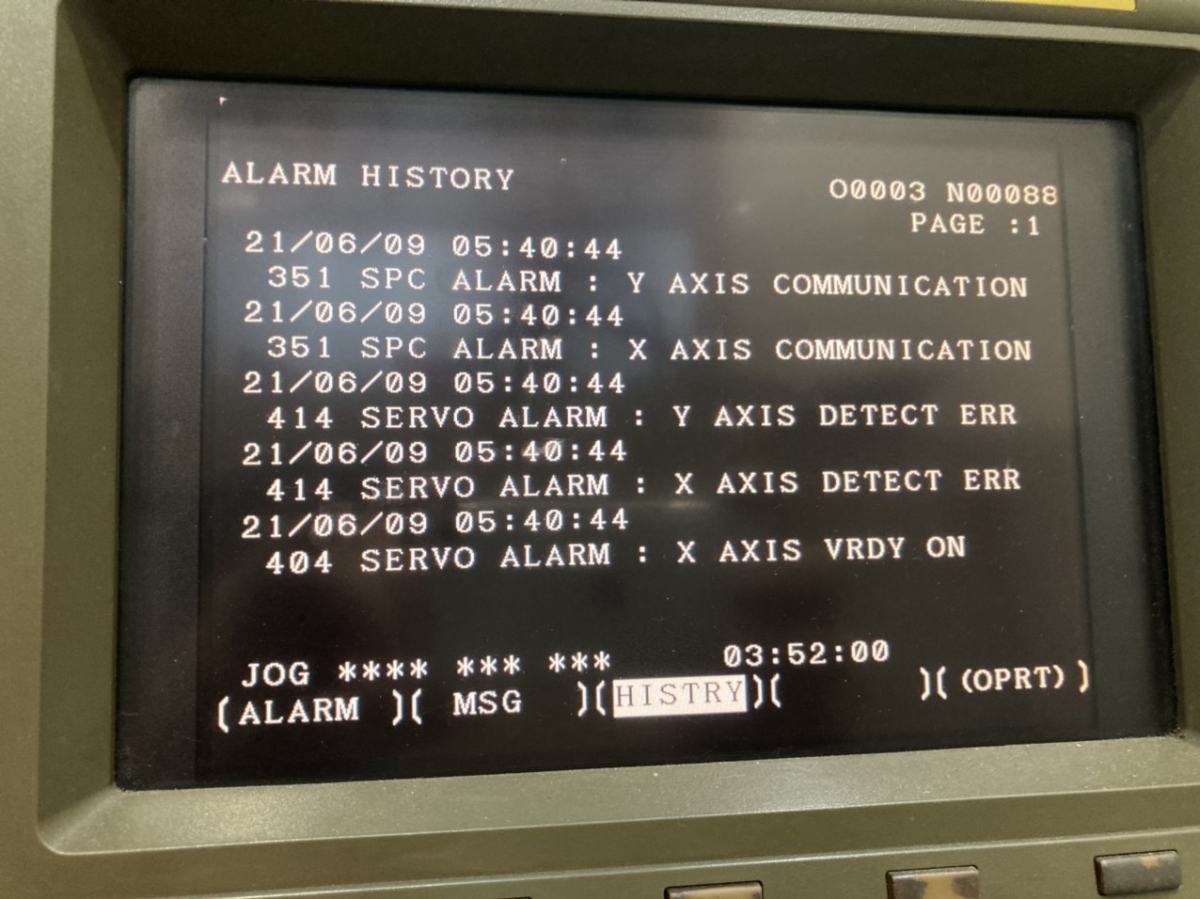 ALARM HISTORY
O0003 N00088
PAGE :1
21/06/09 05:40:44
351 SPC ALARM : Y AXIS COMMUNICATION
21/06/09 05:40:44
351 SPC ALARM : X AXIS COMMUNICATION
21/06/09 05:40:44
414 SERVO ALARM : Y AXIS DETECT ERR
21/06/09 05:40:44
414 SERVO ALARM : X AXIS DETECT ERR
21/06/09 05:40:44
404 SERVO ALARM : X AXIS VRDY ON
JOG **** *** *** 03:52:00
(ALARM )( MSG )(HISTRY)( )( (OPRT) )